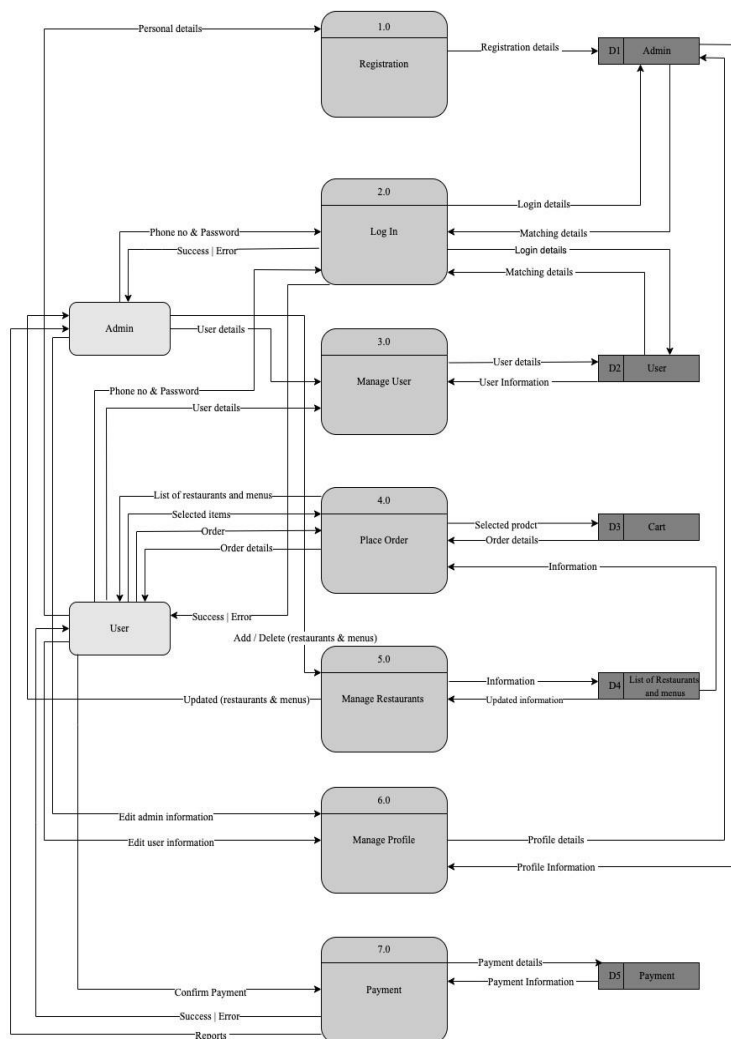 1.0
Personal details
Registration details
D1
Admin
Registration
2.0
Login details
Phone no & Password
Log In
Matching details
Success | Error
Login details
Matching details
Admin
User details
3.0
User details
D2
User
Manage User
User Information
Phone no & Password
User details
List of restaurants and menus
4.0
Selected items
Selected prodct
D3
Cart
Order
Place Order
Order details
Order details
Information
Success | Error
User
Add / Delete (restaurants & menus)
5.0
Information
D4
List of Restaurants
and menus
Updated (restaurants & menus)
Manage Restaurants
Updated information
6.0
Edit admin information
Manage Profile
Profile details
Edit user information
Profile Information
7.0
Payment details
D5
Payment
Payment Information
Confirm Payment
Payment
Success | Error
Reports